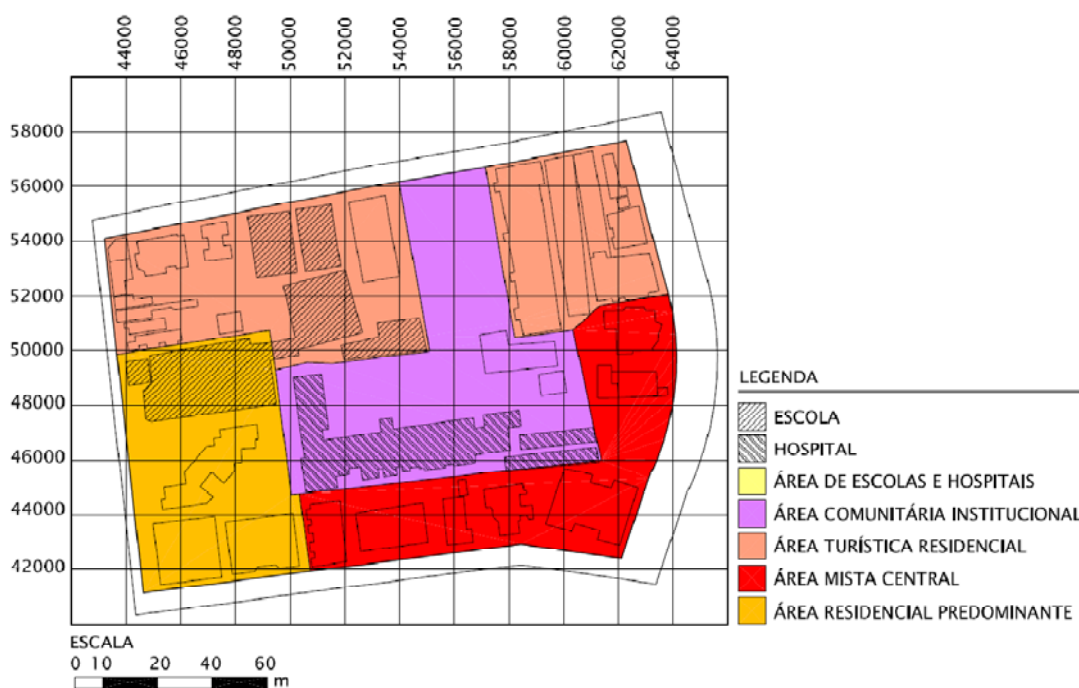 44000 46000 48000 50000 52000 54000 56000 58000 60000 62000 64000
58000
56000
54000
52000
50000
48000
46000
44000
42000
LEGENDA
ESCOLA
HOSPITAL
ÁREA DE ESCOLAS E HOSPITAIS
ÁREA COMUNITÁRIA INSTITUCIONAL
ÁREA TURÍSTICA RESIDENCIAL
ÁREA MISTA CENTRAL
ÁREA RESIDENCIAL PREDOMINANTE
ESCALA
0 10 20 40 60
m